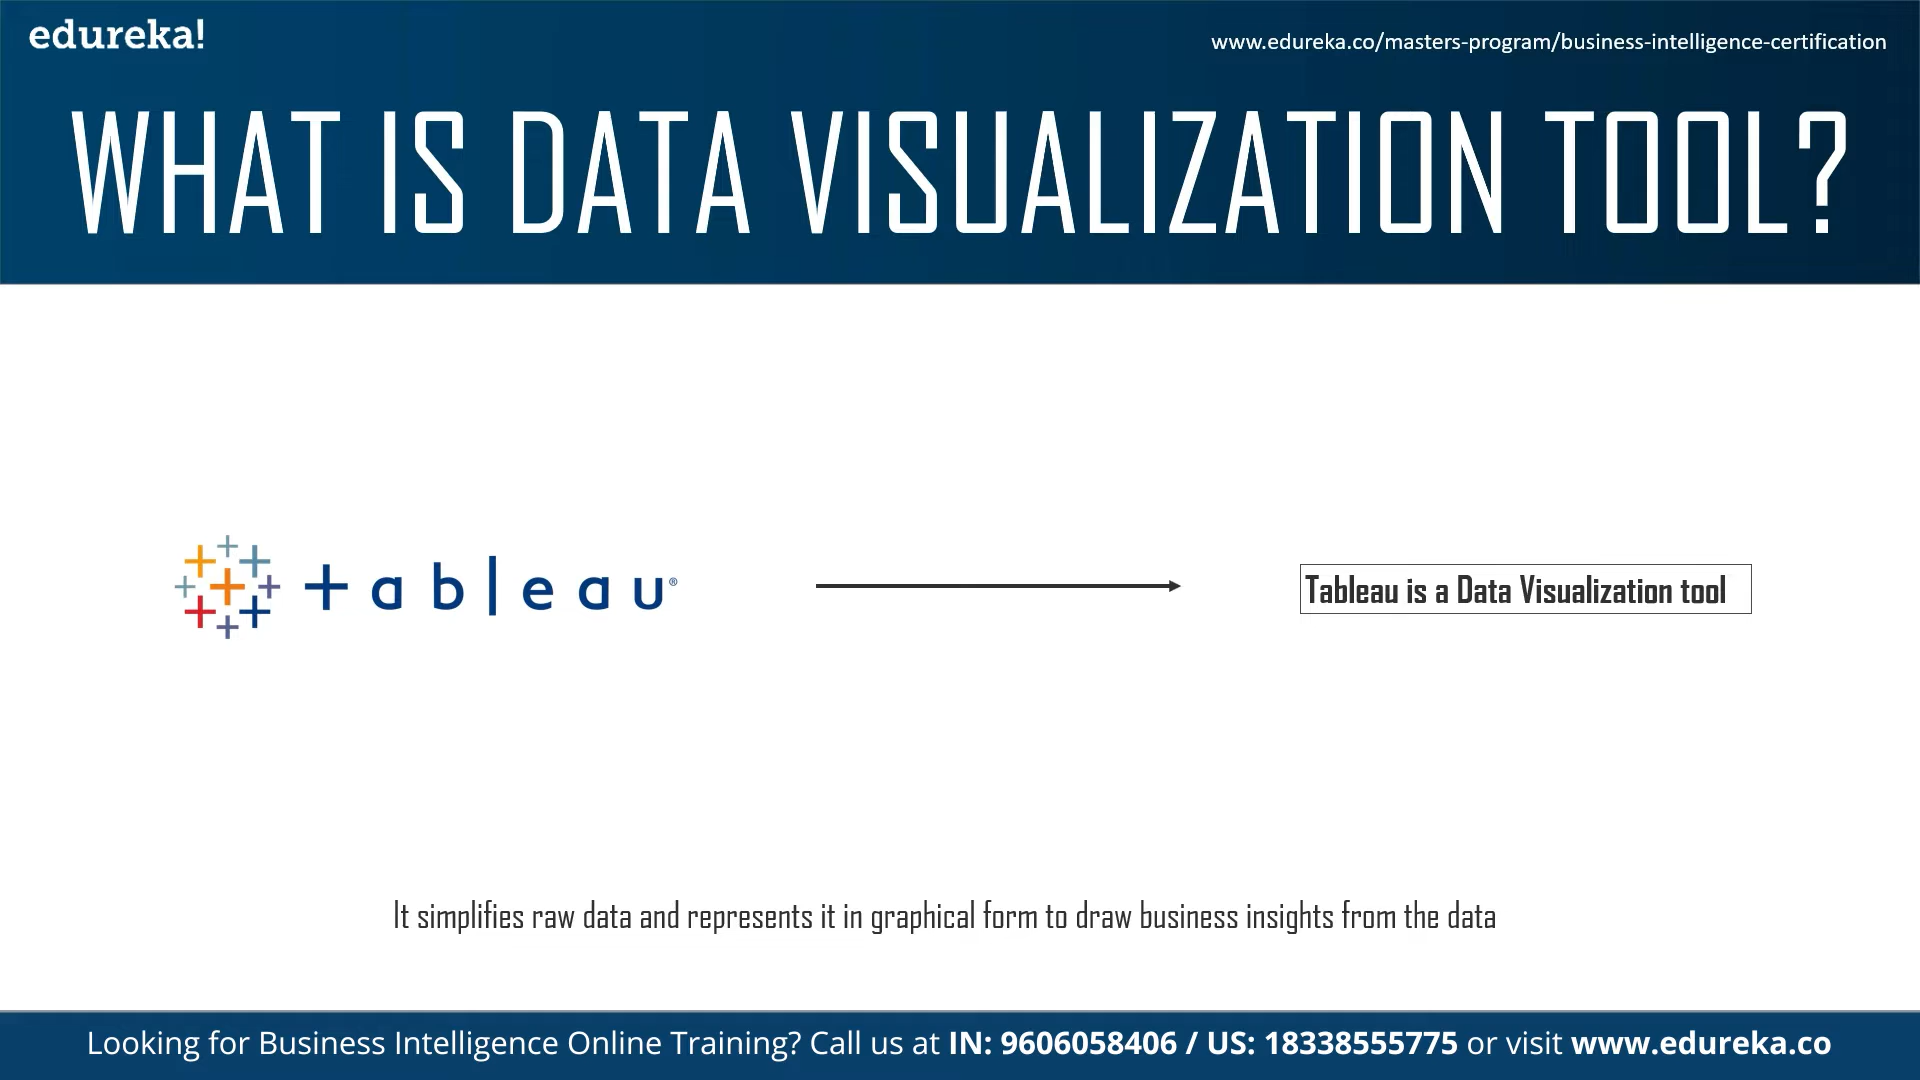 edureka!
www.edureka.co/masters-program/business-intelligence-certification
WHAT IS DATA VISUALIZATION TOOL?
+ableau®
Tableau is a Data Visualization tool
It simplifies raw data and represents it in graphical form to draw business insights from the data
Looking for Business Intelligence Online Training? Call us at IN: 9606058406 / US: 18338555775 or visit www.edureka.co